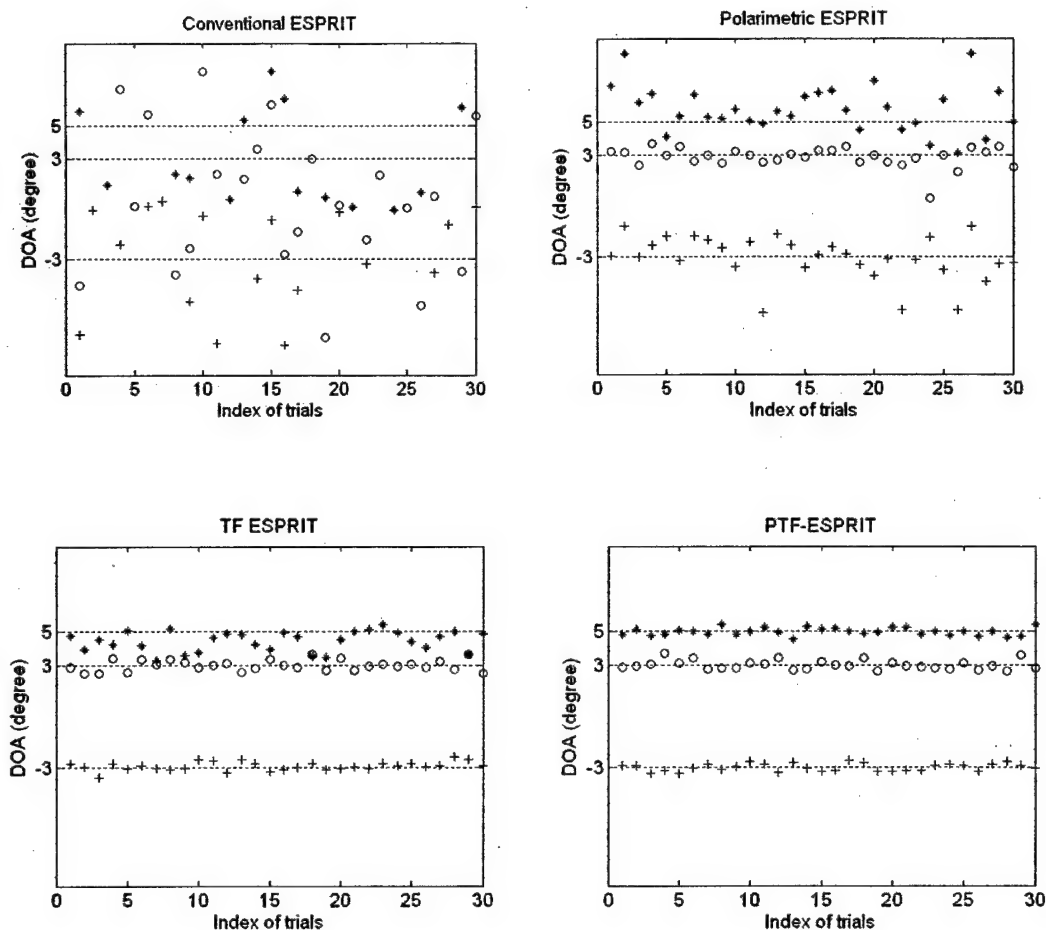 Conventional ESPRIT
DOA (degree)
5
3
-3
0 5 10 15 20 25 30
Index of trials
Polarimetric ESPRIT
DOA (degree)
5
3
-3
0 5 10 15 20 25 30
Index of trials
TF ESPRIT
DOA (degree)
5
3
-3
0 5 10 15 20 25 30
Index of trials
PTF-ESPRIT
DOA (degree)
5
3
-3
0 5 10 15 20 25 30
Index of trials